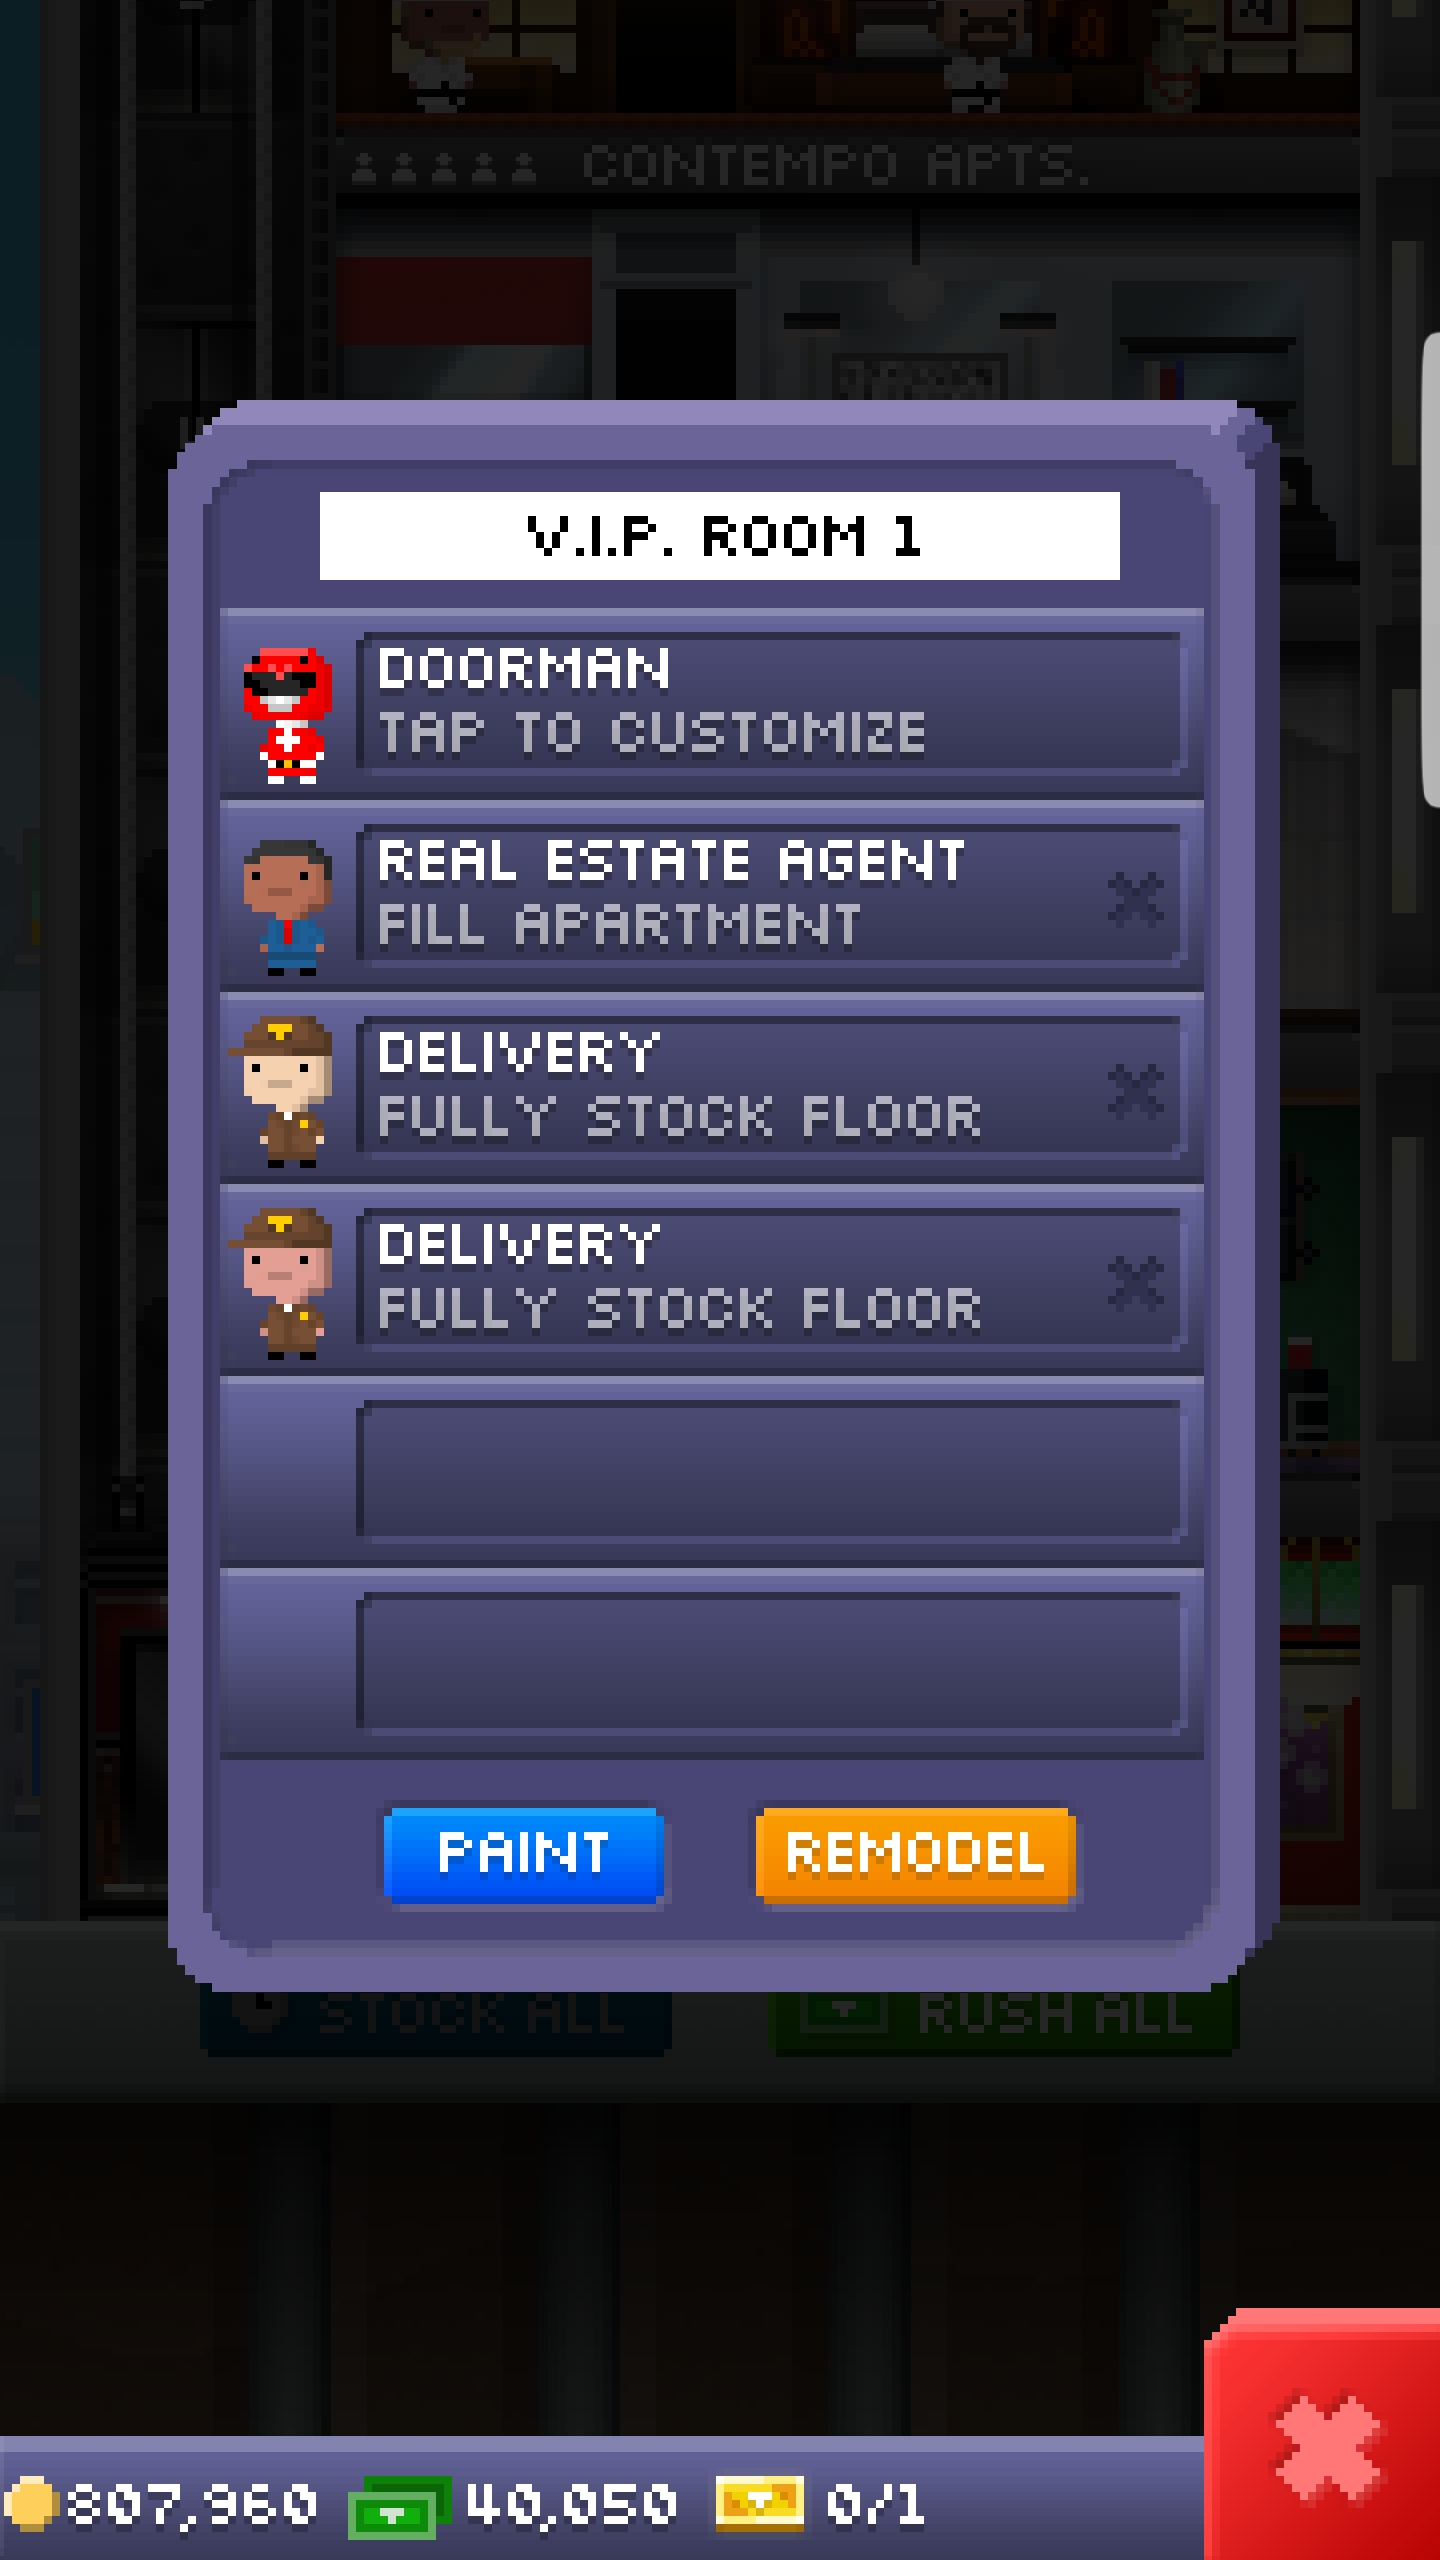 CONTEMPO APTS.
V.I.P. ROOM 1
DOORMAN
TAP TO CUSTOMIZE
REAL ESTATE AGENT
FILL APARTMENT
DELIVERY
FULLY STOCK FLOOR
DELIVERY
FULLY STOCK FLOOR
PAINT REMODEL
STOCK ALL RUSH ALL
807,960 40,050 0/1